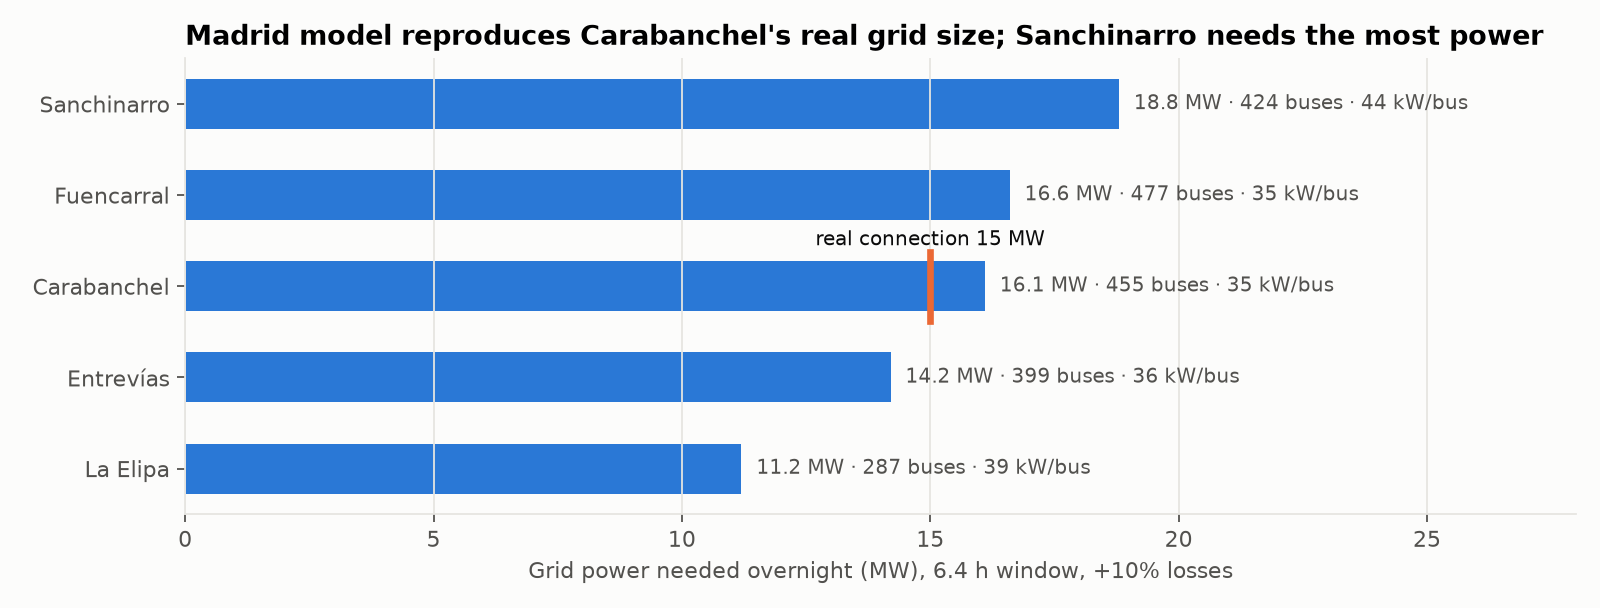 Madrid model reproduces Carabanchel's real grid size; Sanchinarro needs the most power
Sanchinarro
18.8 MW · 424 buses · 44 kW/bus
Fuencarral
16.6 MW · 477 buses · 35 kW/bus
real connection 15 MW
Carabanchel
16.1 MW · 455 buses · 35 kW/bus
Entrevías
14.2 MW · 399 buses · 36 kW/bus
La Elipa
11.2 MW · 287 buses · 39 kW/bus
0 5 10 15 20 25
Grid power needed overnight (MW), 6.4 h window, +10% losses